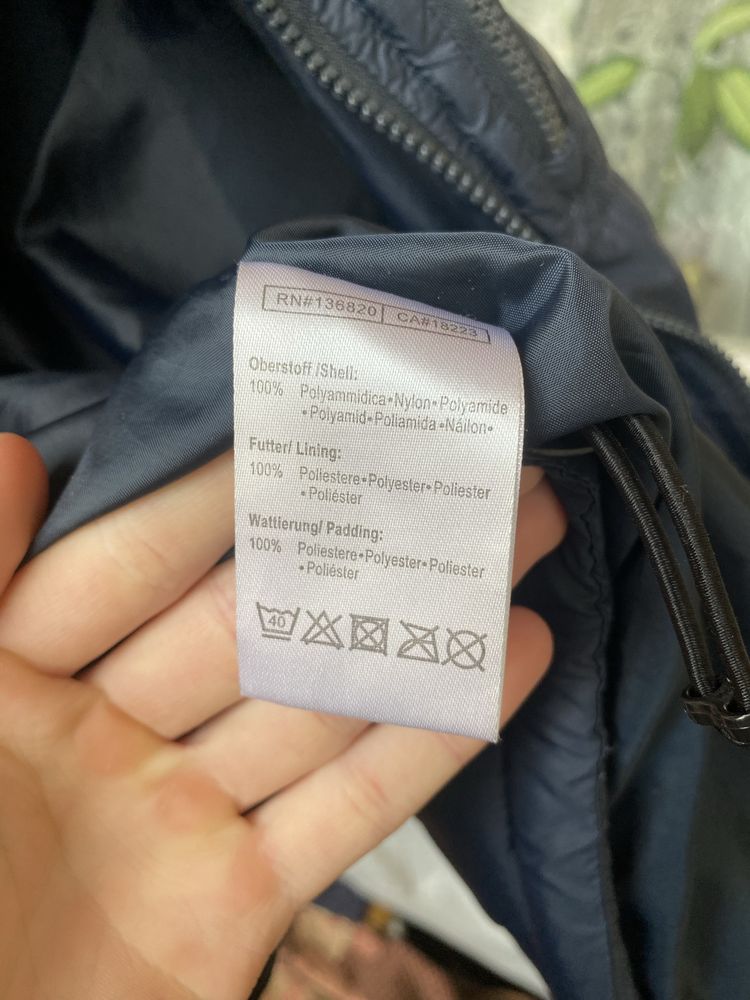 RN#136820 CA#18223
Oberstoff /Shell:
100% Polyammidica•Nylon•Polyamide
•Polyamid•Poliamida •Náilon•
Futter/ Lining:
100% Poliestere•Polyester•Poliester
•Poliéster
Wattierung/ Padding:
100% Poliestere•Polyester•Poliester
•Poliéster
40